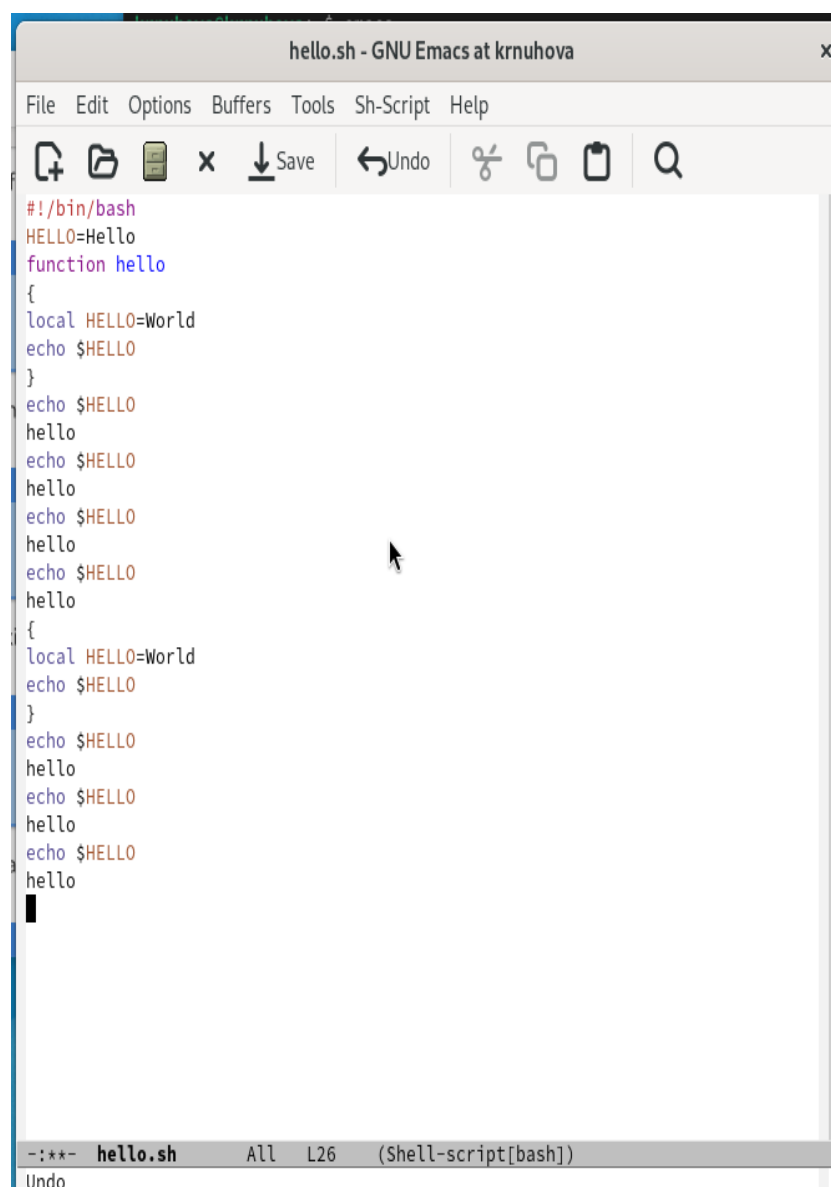 hello.sh - GNU Emacs at krnuhova
File Edit Options Buffers Tools Sh-Script Help
Save Undo
#!/bin/bash
HELLO=Hello
function hello
{
local HELLO=World
echo $HELLO
}
echo $HELLO
hello
echo $HELLO
hello
echo $HELLO
hello
echo $HELLO
hello
{
local HELLO=World
echo $HELLO
}
echo $HELLO
hello
echo $HELLO
hello
echo $HELLO
hello
-:**- hello.sh All L26 (Shell-script[bash])
Undo